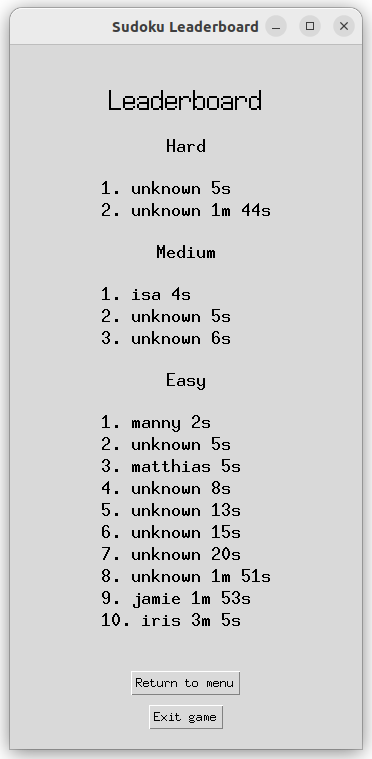 Sudoku Leaderboard
Leaderboard
Hard
1. unknown 5s
2. unknown 1m 44s
Medium
1. isa 4s
2. unknown 5s
3. unknown 6s
Easy
1. manny 2s
2. unknown 5s
3. matthias 5s
4. unknown 8s
5. unknown 13s
6. unknown 15s
7. unknown 20s
8. unknown 1m 51s
9. jamie 1m 53s
10. iris 3m 5s
Return to menu
Exit game